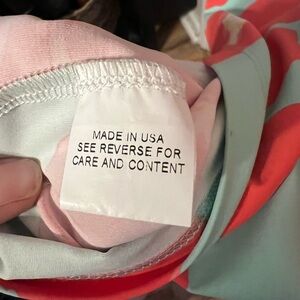 MADE IN USA
SEE REVERSE FOR
CARE AND CONTENT